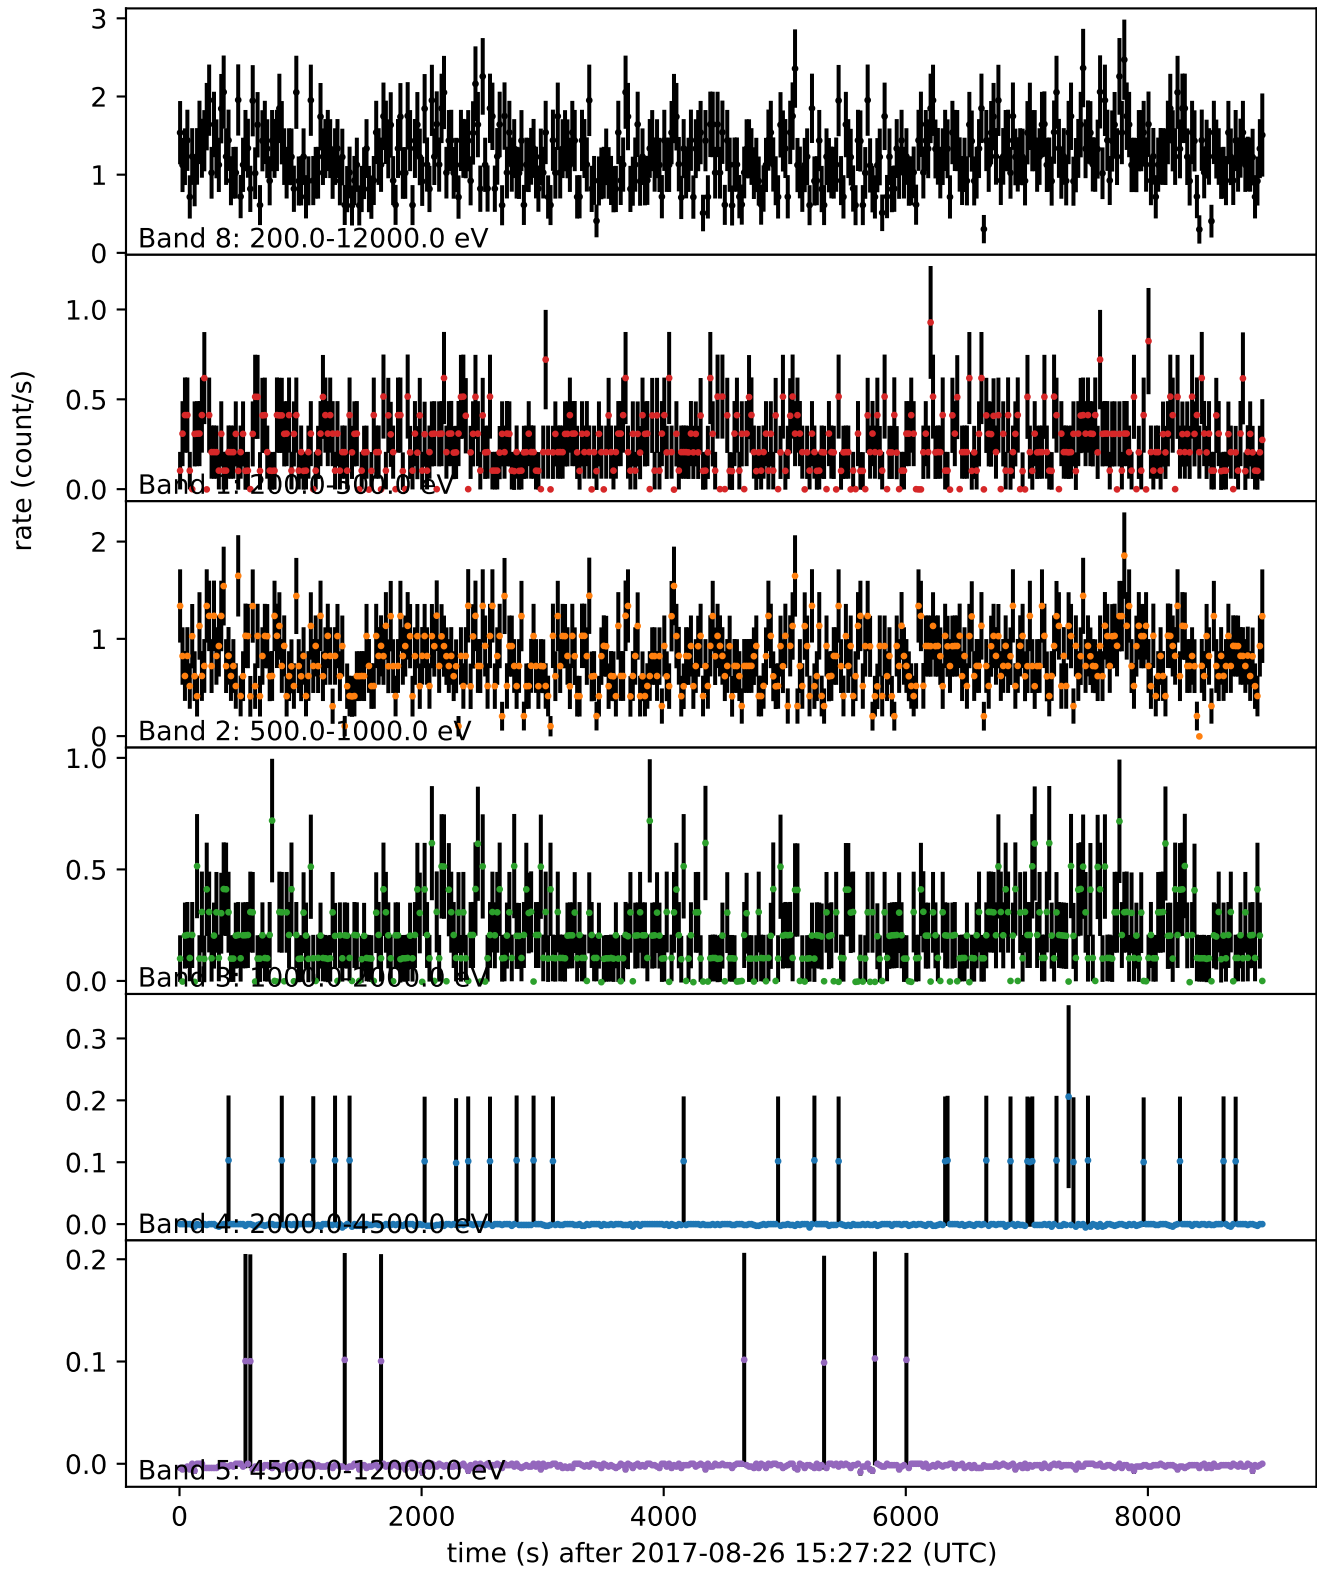 3
2
1
0
Band 8: 200.0-12000.0 eV
1.0
0.5
0.0
Band 1: 200.0-500.0 eV
rate (count/s)
2
1
0
Band 2: 500.0-1000.0 eV
1.0
0.5
0.0
Band 3: 1000.0-2000.0 eV
0.3
0.2
0.1
0.0
Band 4: 2000.0-4500.0 eV
0.2
0.1
0.0
Band 5: 4500.0-12000.0 eV
0 2000 4000 6000 8000
time (s) after 2017-08-26 15:27:22 (UTC)